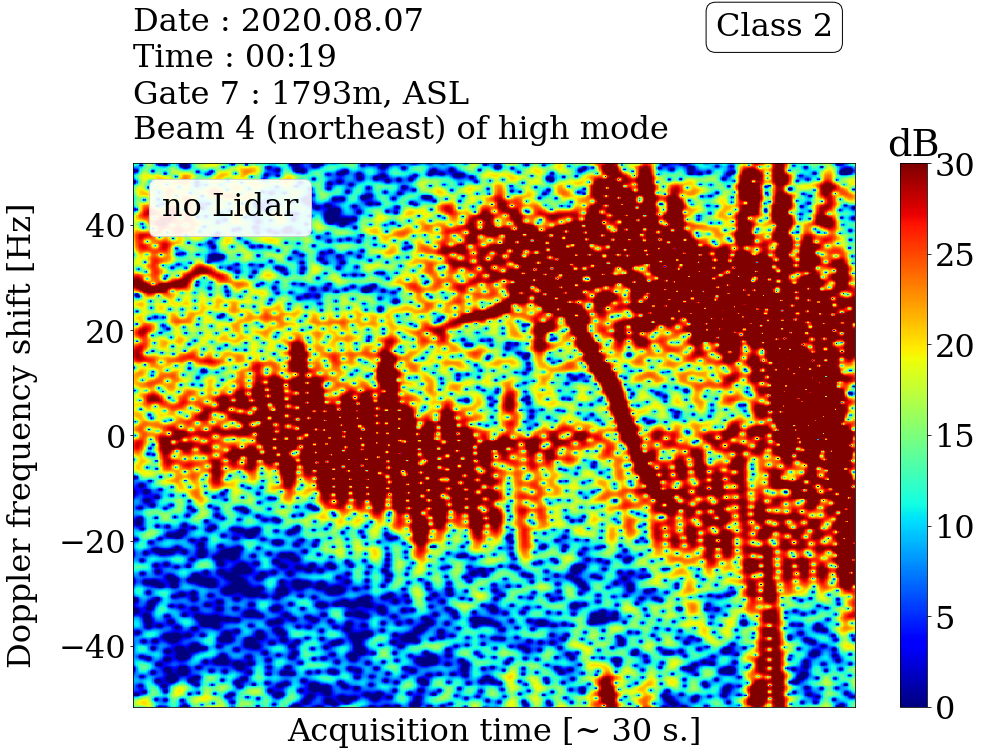 Date : 2020.08.07
Time : 00:19
Gate 7 : 1793m, ASL
Beam 4 (northeast) of high mode
Class 2
no Lidar
Doppler frequency shift [Hz]
40
20
0
−20
−40
Acquisition time [~ 30 s.]
dB
30
25
20
15
10
5
0